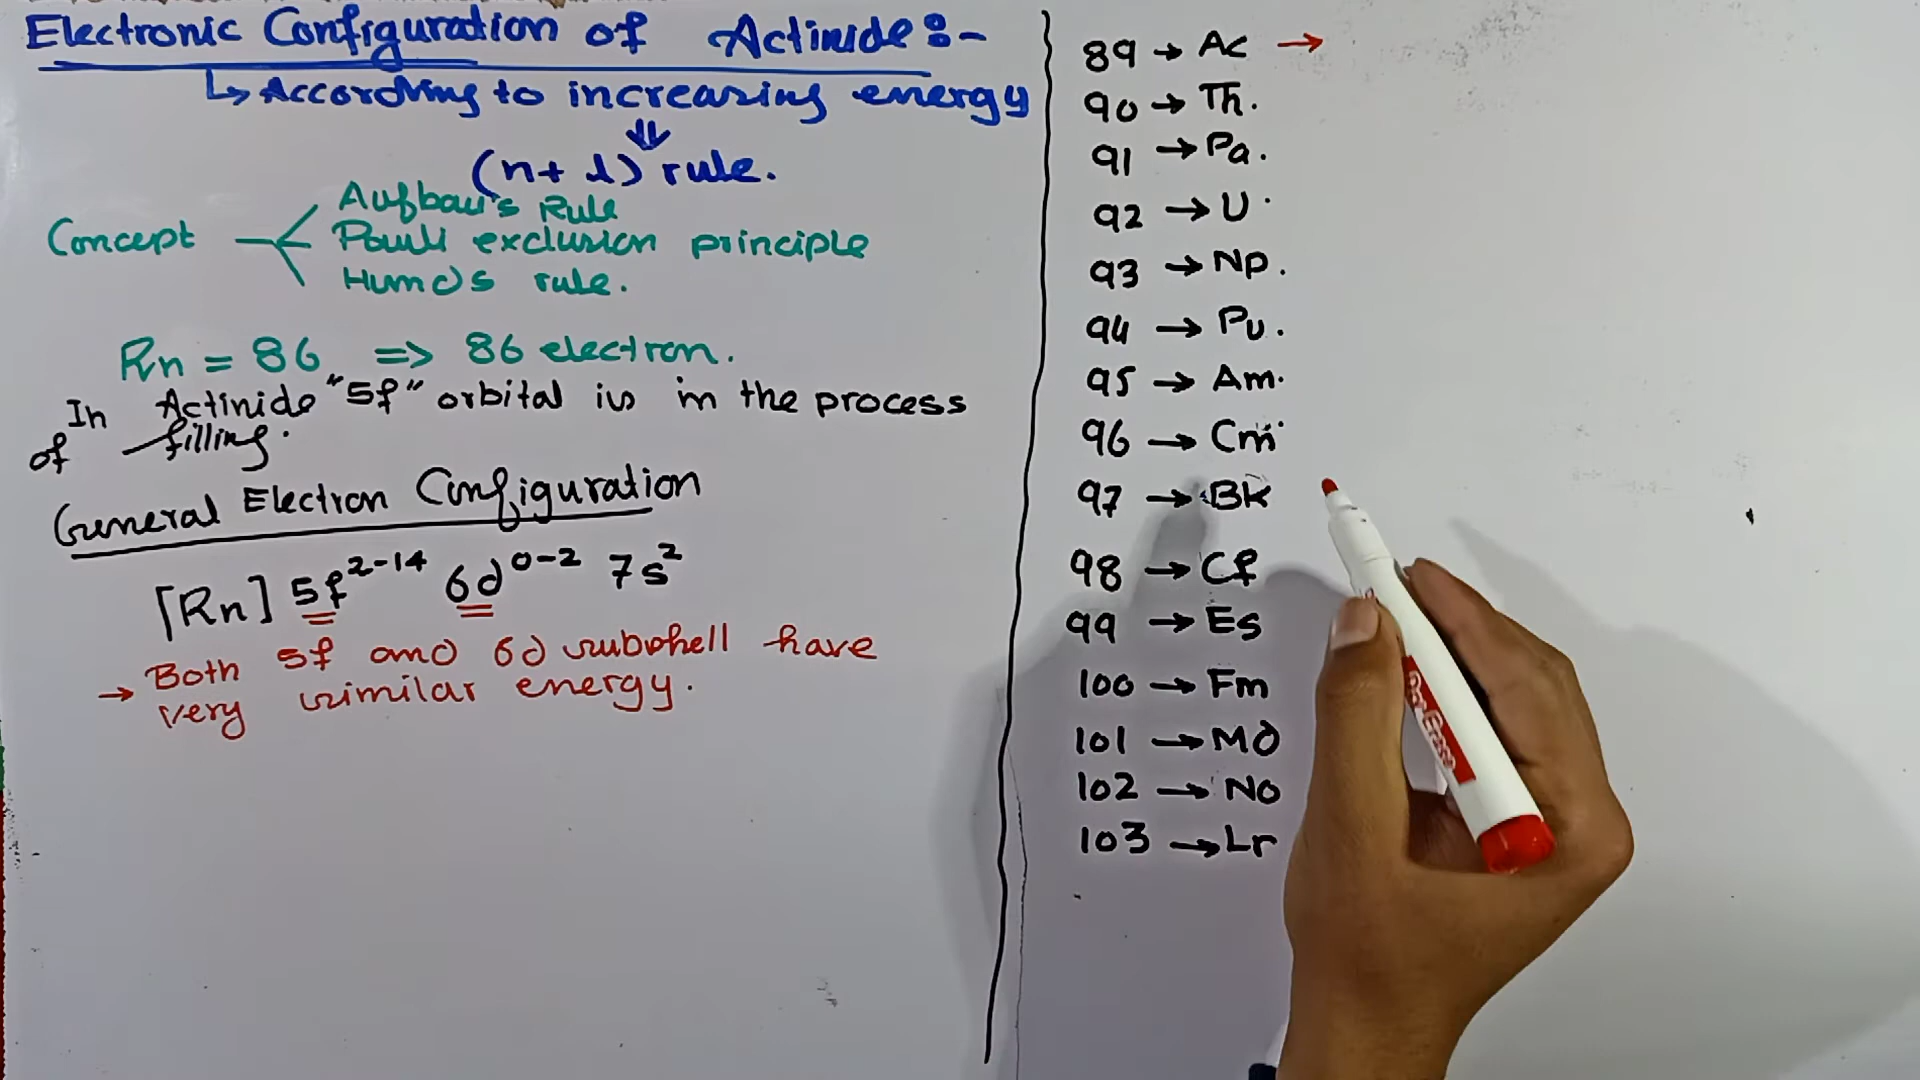 Electronic Configuration of Actinide:-
↳ According to increasing energy
⇓
(n+l) rule.
Concept
Aufbau's Rule
Pauli exclusion principle
Hund's rule.
Rn = 86 => 86 electron.
In Actinide "5f" orbital is in the process
of filling.
General Electron Configuration
[Rn] 5f²⁻¹⁴ 6d⁰⁻² 7s²
→ Both 5f and 6d subshell have
very similar energy.
89 → Ac →
90 → Th.
91 → Pa.
92 → U.
93 → Np.
94 → Pu.
95 → Am.
96 → Cm.
97 → Bk
98 → Cf
99 → Es
100 → Fm
101 → Md
102 → No
103 → Lr